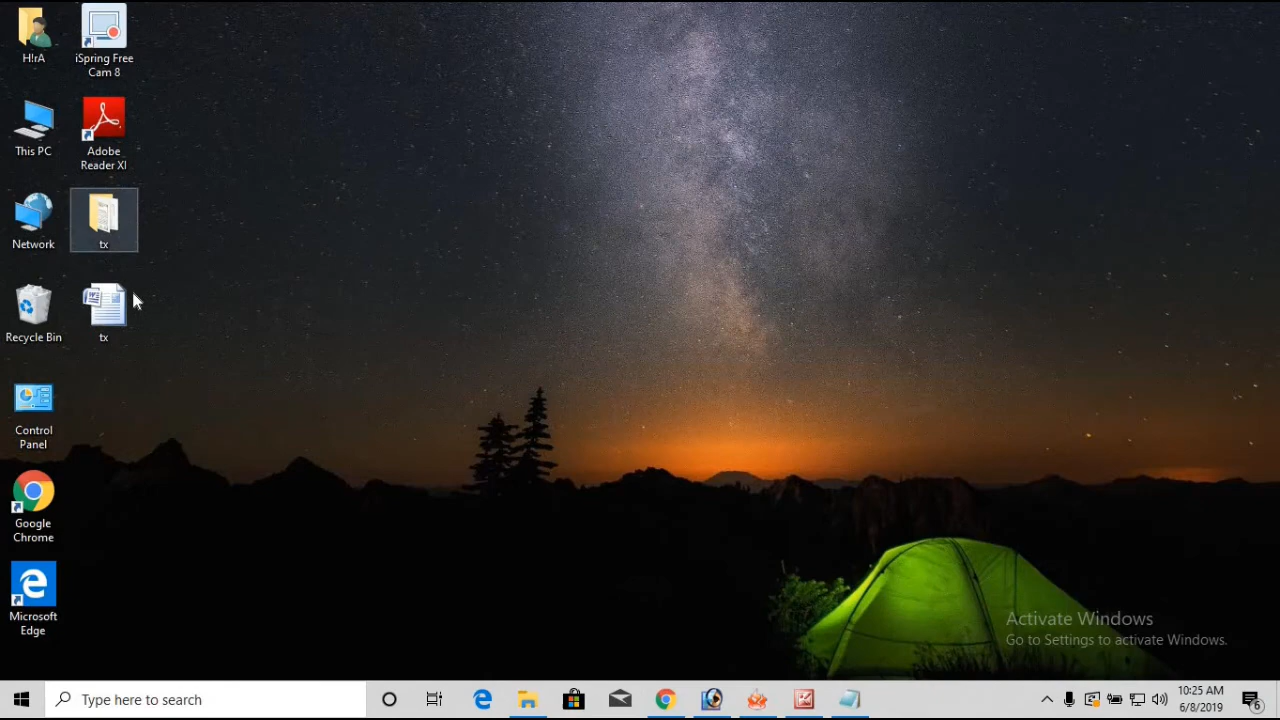 H!rA
iSpring Free
Cam 8
This PC
Adobe
Reader XI
Network
tx
Recycle Bin
tx
Control
Panel
Google
Chrome
Microsoft
Edge
Activate Windows
Go to Settings to activate Windows.
Type here to search
10:25 AM
6/8/2019
6